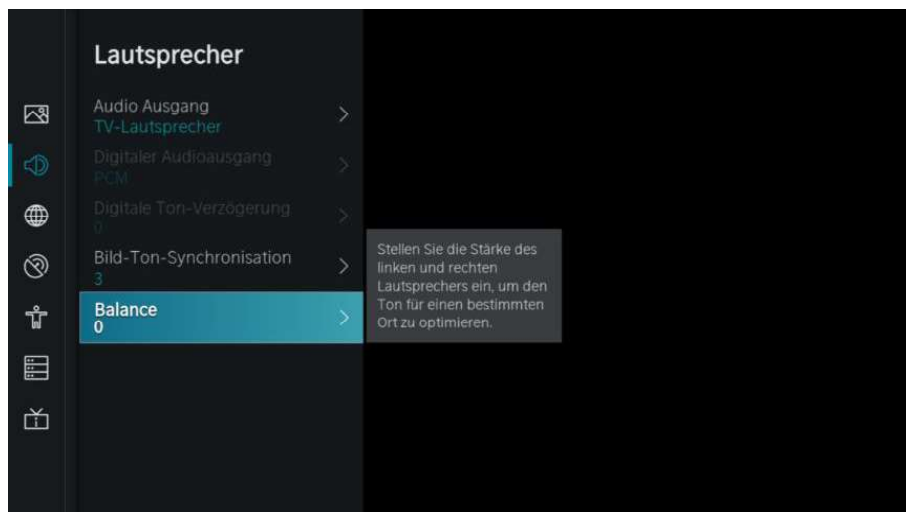 Lautsprecher
Audio Ausgang
TV-Lautsprecher
Digitaler Audioausgang
PCM
Digitale Ton-Verzögerung
0
Bild-Ton-Synchronisation
3
Balance
0
Stellen Sie die Stärke des
linken und rechten
Lautsprechers ein, um den
Ton für einen bestimmten
Ort zu optimieren.